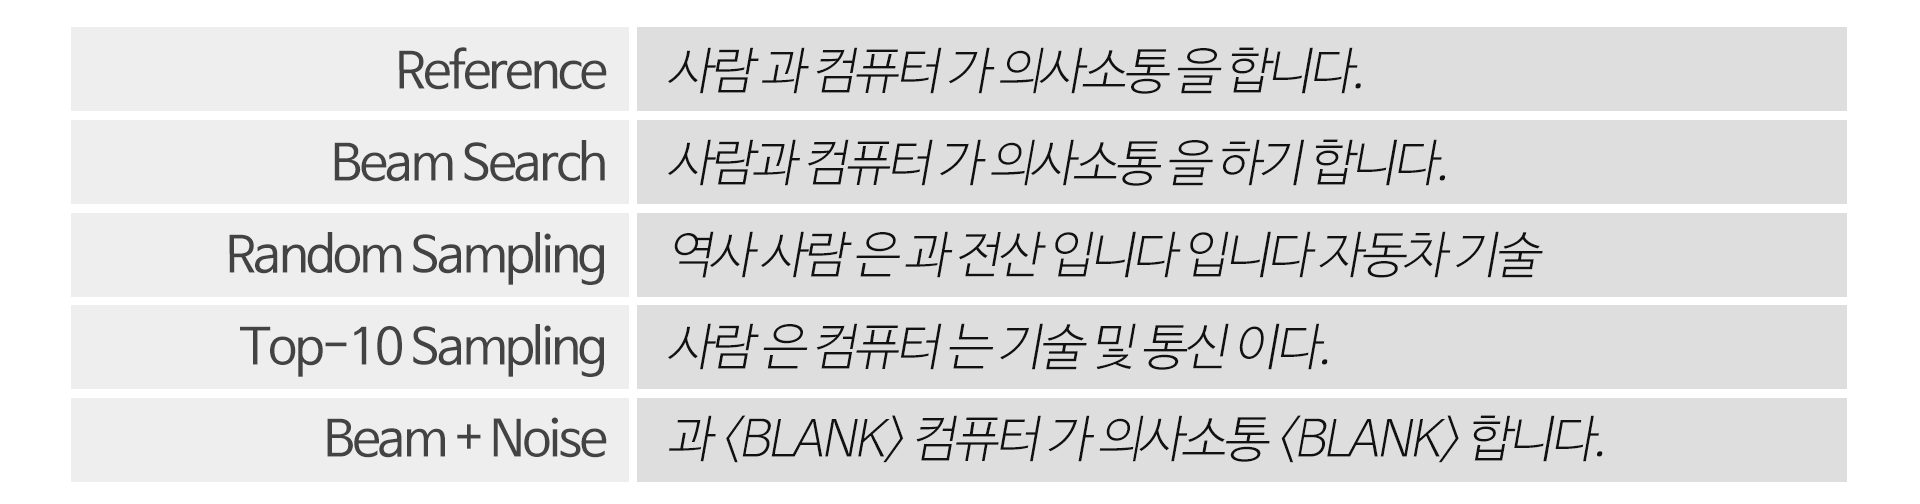 Reference 사람 과 컴퓨터 가 의사소통 을 합니다.
Beam Search 사람과 컴퓨터 가 의사소통 을 하기 합니다.
Random Sampling 역사 사람 은 과 전산 입니다 입니다 자동차 기술
Top-10 Sampling 사람 은 컴퓨터 는 기술 및 통신 이다.
Beam + Noise 과 <BLANK> 컴퓨터 가 의사소통 <BLANK> 합니다.